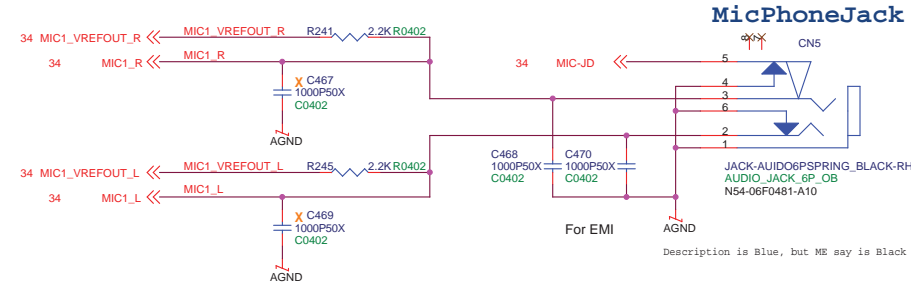 MicPhoneJack
34 MIC1_VREFOUT_R MIC1_VREFOUT_R R241 2.2K R0402
34 MIC1_R MIC1_R
X C467
1000P50X
C0402
AGND
34 MIC1_VREFOUT_L MIC1_VREFOUT_L R245 2.2K R0402
34 MIC1_L MIC1_L
X C469
1000P50X
C0402
AGND
34 MIC-JD
CN5
5
4
3
6
2
1
C468 C470
1000P50X 1000P50X
C0402 C0402
For EMI
AGND
JACK-AUIDO6PSPRING_BLACK-RH
AUDIO_JACK_6P_OB
N54-06F0481-A10
Description is Blue, but ME say is Black